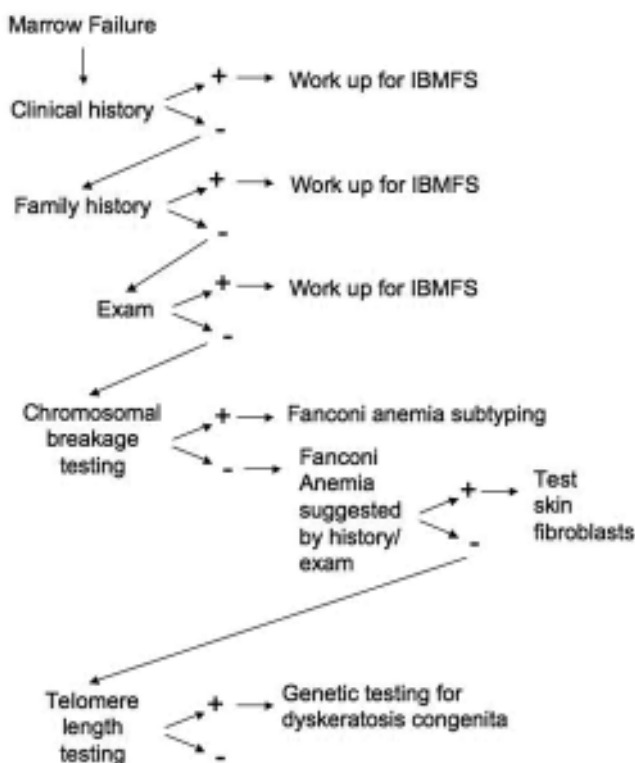 Marrow Failure
+
Work up for IBMFS
Clinical history
-
+
Work up for IBMFS
Family history
-
+
Work up for IBMFS
Exam
-
Chromosomal
breakage
testing
+
Fanconi anemia subtyping
-
Fanconi
Anemia
suggested
by history/
exam
+
Test
skin
fibroblasts
-
Telomere
length
testing
+
Genetic testing for
dyskeratosis congenita
-